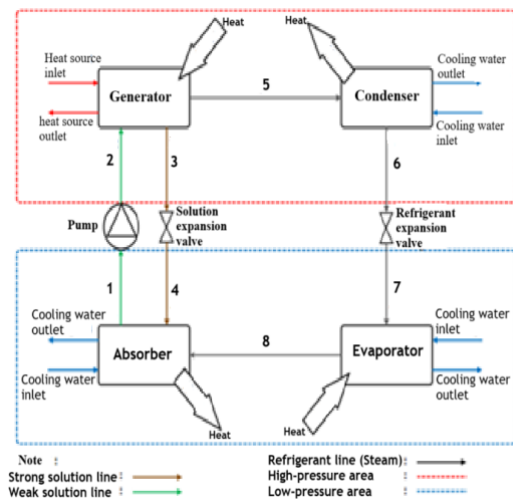 Heat
Heat
Heat source
inlet
Generator
heat source
outlet
5
Condenser
Cooling water
outlet
Cooling water
inlet
2
3
6
Pump
Solution
expansion
valve
Refrigerant
expansion
valve
1
4
7
Cooling water
outlet
Absorber
Cooling water
inlet
8
Evaporator
Cooling water
inlet
Cooling water
outlet
Heat
Heat
Note :
Strong solution line :
Weak solution line :
Refrigerant line (Steam) :
High-pressure area :
Low-pressure area :